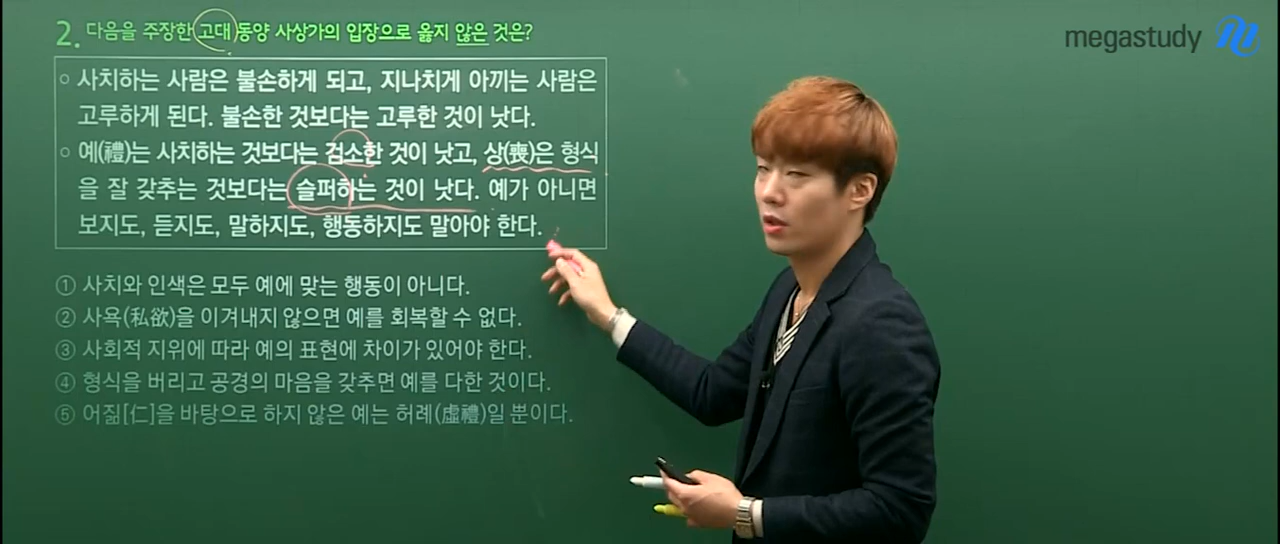 2. 다음을 주장한 고대 동양 사상가의 입장으로 옳지 않은 것은?
megastudy
○ 사치하는 사람은 불손하게 되고, 지나치게 아끼는 사람은
고루하게 된다. 불손한 것보다는 고루한 것이 낫다.
○ 예(禮)는 사치하는 것보다는 검소한 것이 낫고, 상(喪)은 형식
을 잘 갖추는 것보다는 슬퍼하는 것이 낫다. 예가 아니면
보지도, 듣지도, 말하지도, 행동하지도 말아야 한다.
① 사치와 인색은 모두 예에 맞는 행동이 아니다.
② 사욕(私欲)을 이겨내지 않으면 예를 회복할 수 없다.
③ 사회적 지위에 따라 예의 표현에 차이가 있어야 한다.
④ 형식을 버리고 공경의 마음을 갖추면 예를 다한 것이다.
⑤ 어짊[仁]을 바탕으로 하지 않은 예는 허례(虛禮)일 뿐이다.